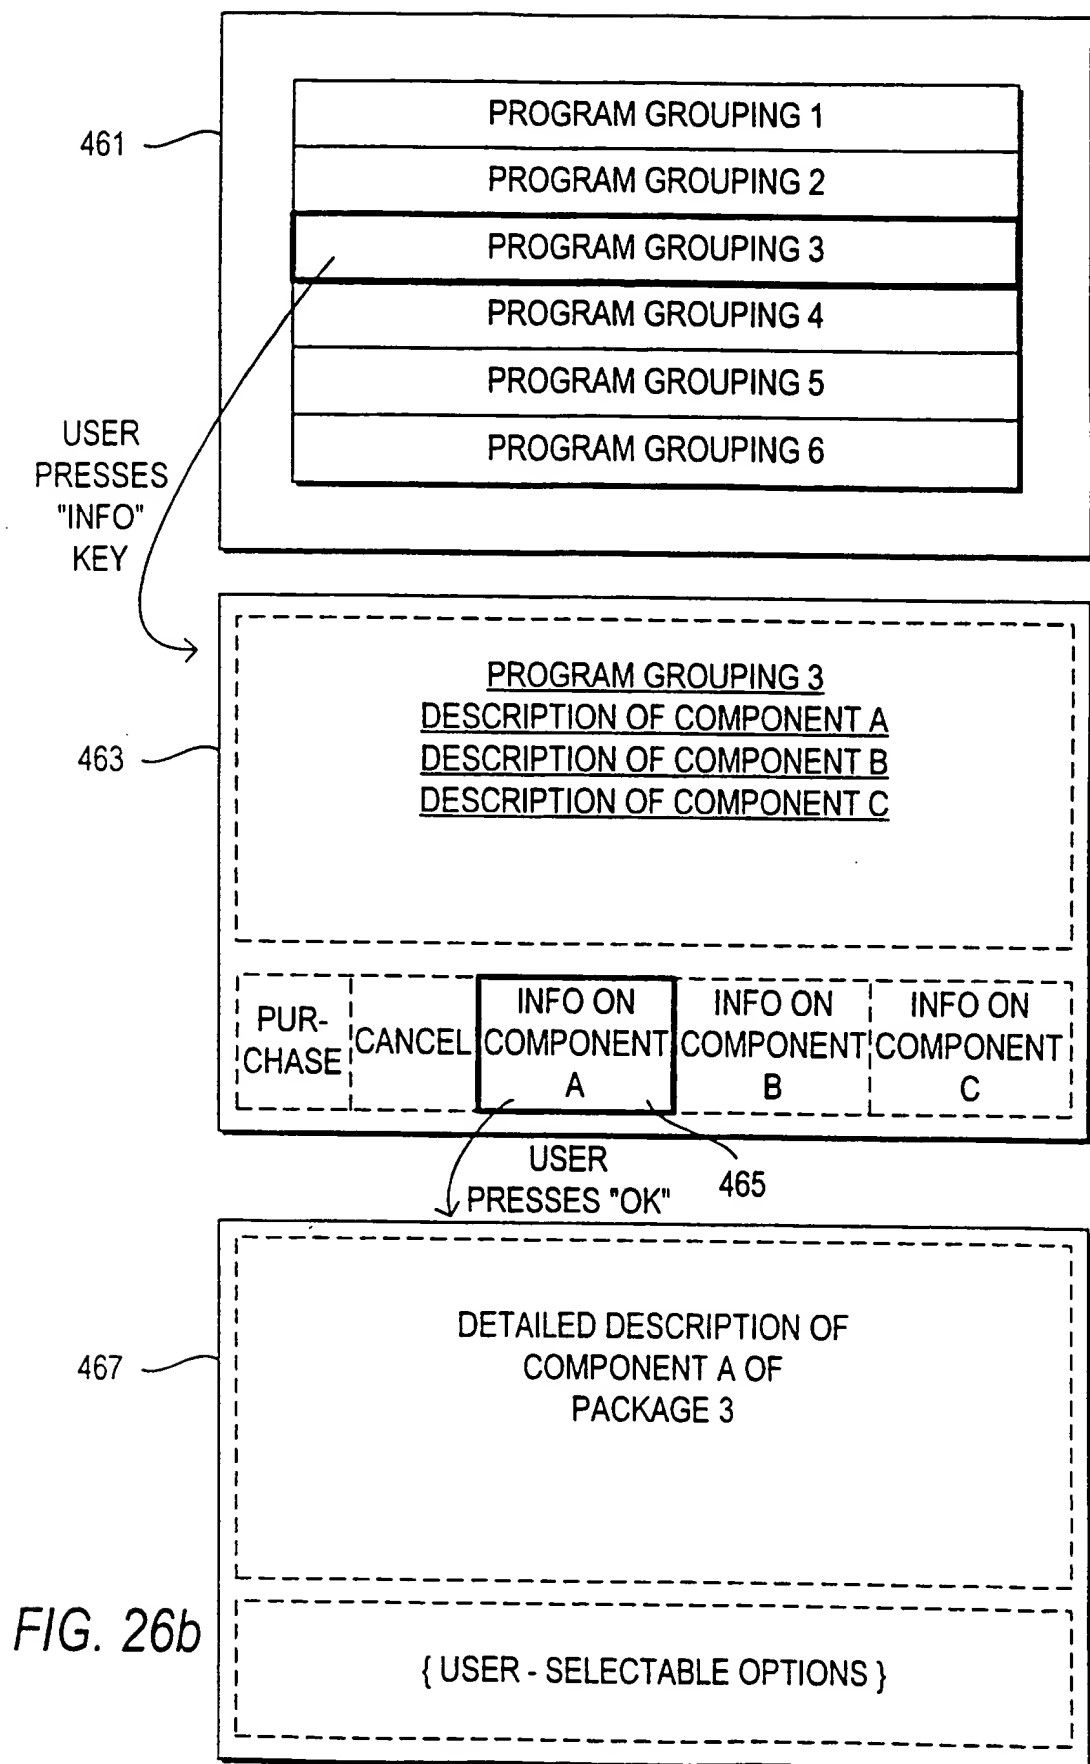 PROGRAM GROUPING 1
461
PROGRAM GROUPING 2
PROGRAM GROUPING 3
PROGRAM GROUPING 4
PROGRAM GROUPING 5
PROGRAM GROUPING 6
USER
PRESSES
"INFO"
KEY
PROGRAM GROUPING 3
DESCRIPTION OF COMPONENT A
DESCRIPTION OF COMPONENT B
DESCRIPTION OF COMPONENT C
463
PUR-
CHASE
CANCEL
INFO ON
COMPONENT
A
INFO ON
COMPONENT
B
INFO ON
COMPONENT
C
USER
PRESSES "OK"
465
DETAILED DESCRIPTION OF
COMPONENT A OF
PACKAGE 3
467
{ USER - SELECTABLE OPTIONS }
FIG. 26b